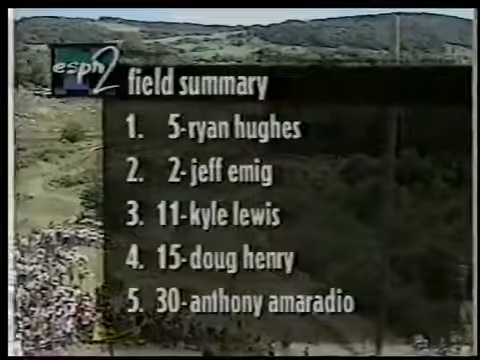 espn2
field summary
1. 5-ryan hughes
2. 2-jeff emig
3. 11-kyle lewis
4. 15-doug henry
5. 30-anthony amaradio